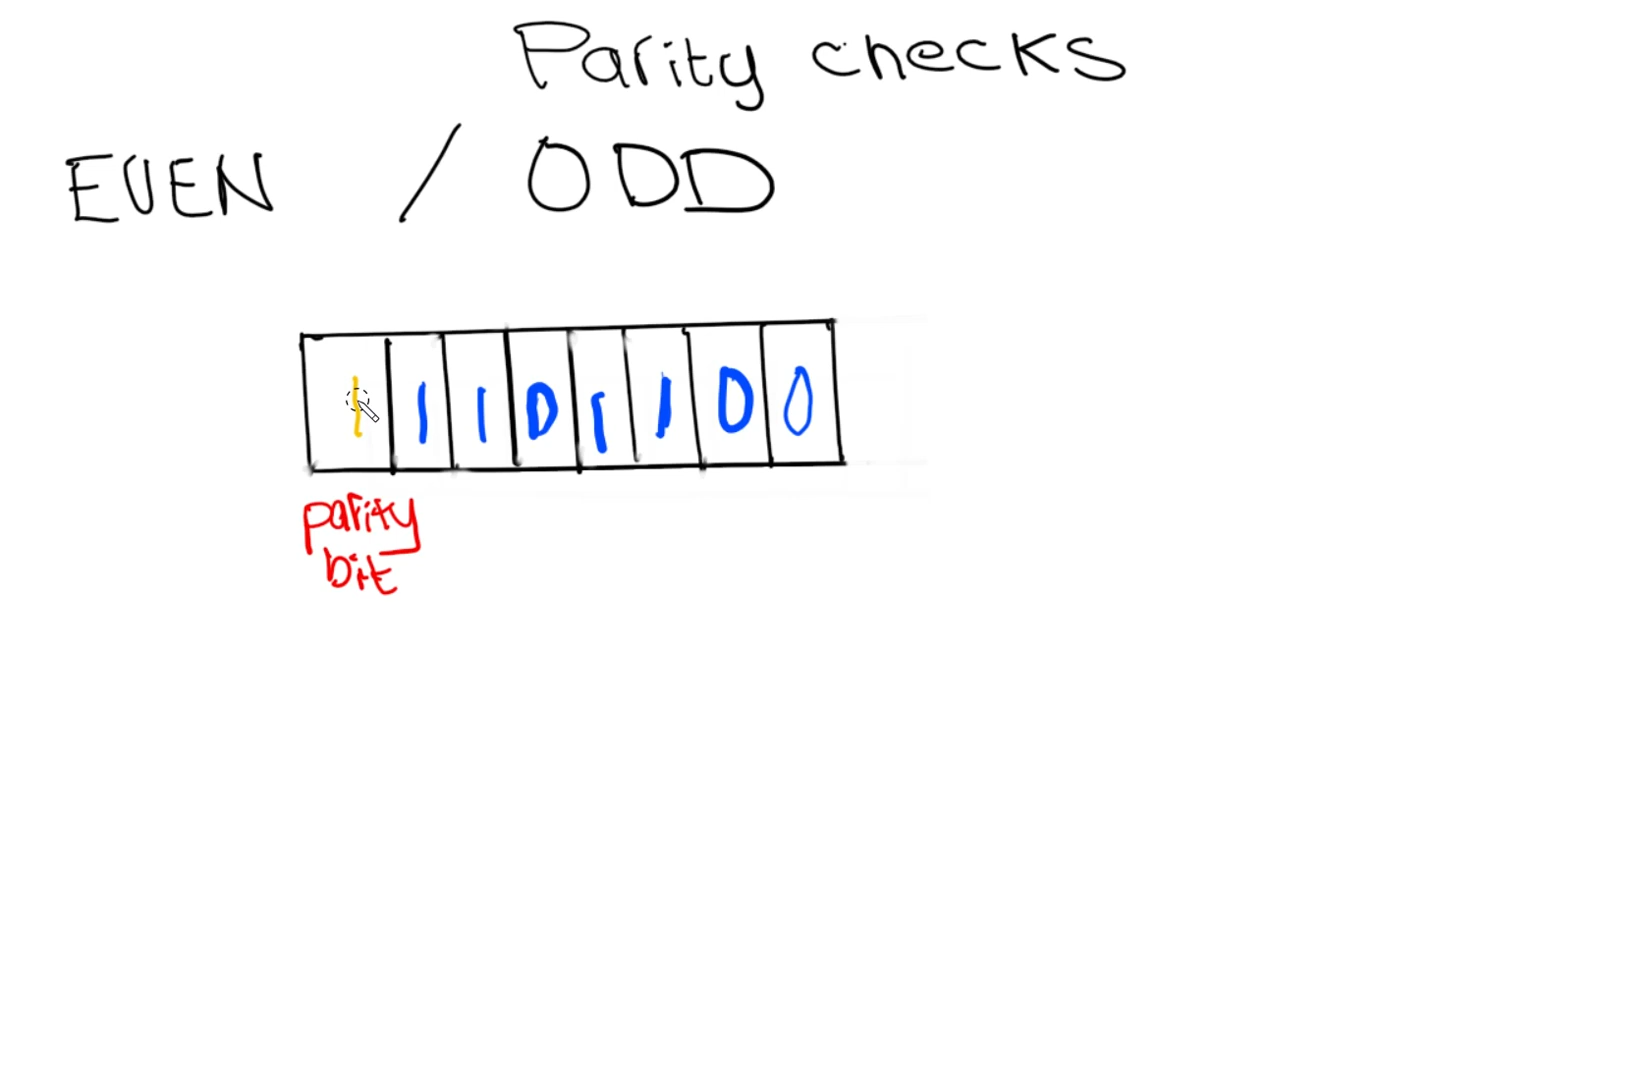 Parity checks
EVEN / ODD
1 1 1 0 1 1 0 0
parity
bit